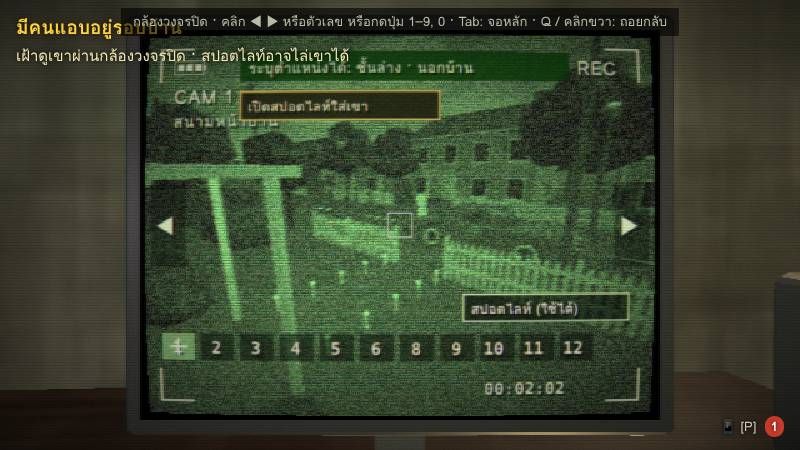 กล้องวงจรปิด · คลิก ◀ ▶ หรือตัวเลข หรือกดปุ่ม 1–9, 0 · Tab: จอหลัก · Q / คลิกขวา: ถอยกลับ
มีคนแอบอยู่รอบบ้าน
เฝ้าดูเขาผ่านกล้องวงจรปิด · สปอตไลท์อาจไล่เขาได้
ระบุตำแหน่งได้: ชั้นล่าง · นอกบ้าน
REC
CAM 1
เปิดสปอตไลท์ใส่เขา
สนามหน้าบ้าน
สปอตไลท์ (ใช้ได้)
1 2 3 4 5 6 8 9 10 11 12
00:02:02
[P] 1